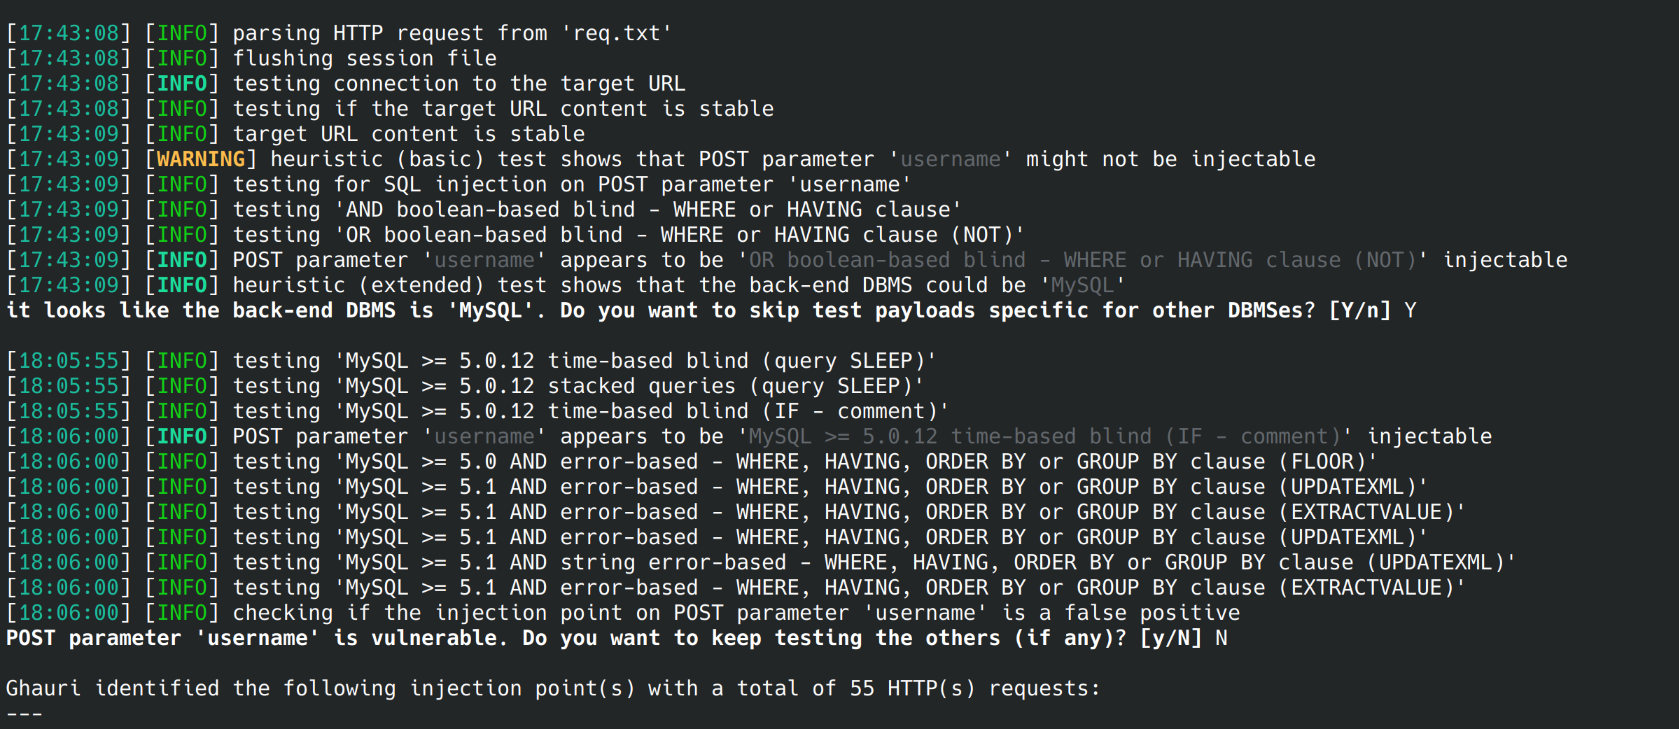 [17:43:08] [INFO] parsing HTTP request from 'req.txt'
[17:43:08] [INFO] flushing session file
[17:43:08] [INFO] testing connection to the target URL
[17:43:08] [INFO] testing if the target URL content is stable
[17:43:09] [INFO] target URL content is stable
[17:43:09] [WARNING] heuristic (basic) test shows that POST parameter 'username' might not be injectable
[17:43:09] [INFO] testing for SQL injection on POST parameter 'username'
[17:43:09] [INFO] testing 'AND boolean-based blind - WHERE or HAVING clause'
[17:43:09] [INFO] testing 'OR boolean-based blind - WHERE or HAVING clause (NOT)'
[17:43:09] [INFO] POST parameter 'username' appears to be 'OR boolean-based blind - WHERE or HAVING clause (NOT)' injectable
[17:43:09] [INFO] heuristic (extended) test shows that the back-end DBMS could be 'MySQL'
it looks like the back-end DBMS is 'MySQL'. Do you want to skip test payloads specific for other DBMSes? [Y/n] Y
[18:05:55] [INFO] testing 'MySQL >= 5.0.12 time-based blind (query SLEEP)'
[18:05:55] [INFO] testing 'MySQL >= 5.0.12 stacked queries (query SLEEP)'
[18:05:55] [INFO] testing 'MySQL >= 5.0.12 time-based blind (IF - comment)'
[18:06:00] [INFO] POST parameter 'username' appears to be 'MySQL >= 5.0.12 time-based blind (IF - comment)' injectable
[18:06:00] [INFO] testing 'MySQL >= 5.0 AND error-based - WHERE, HAVING, ORDER BY or GROUP BY clause (FLOOR)'
[18:06:00] [INFO] testing 'MySQL >= 5.1 AND error-based - WHERE, HAVING, ORDER BY or GROUP BY clause (UPDATEXML)'
[18:06:00] [INFO] testing 'MySQL >= 5.1 AND error-based - WHERE, HAVING, ORDER BY or GROUP BY clause (EXTRACTVALUE)'
[18:06:00] [INFO] testing 'MySQL >= 5.1 AND error-based - WHERE, HAVING, ORDER BY or GROUP BY clause (UPDATEXML)'
[18:06:00] [INFO] testing 'MySQL >= 5.1 AND string error-based - WHERE, HAVING, ORDER BY or GROUP BY clause (UPDATEXML)'
[18:06:00] [INFO] testing 'MySQL >= 5.1 AND error-based - WHERE, HAVING, ORDER BY or GROUP BY clause (EXTRACTVALUE)'
[18:06:00] [INFO] checking if the injection point on POST parameter 'username' is a false positive
POST parameter 'username' is vulnerable. Do you want to keep testing the others (if any)? [y/N] N
Ghauri identified the following injection point(s) with a total of 55 HTTP(s) requests:
---